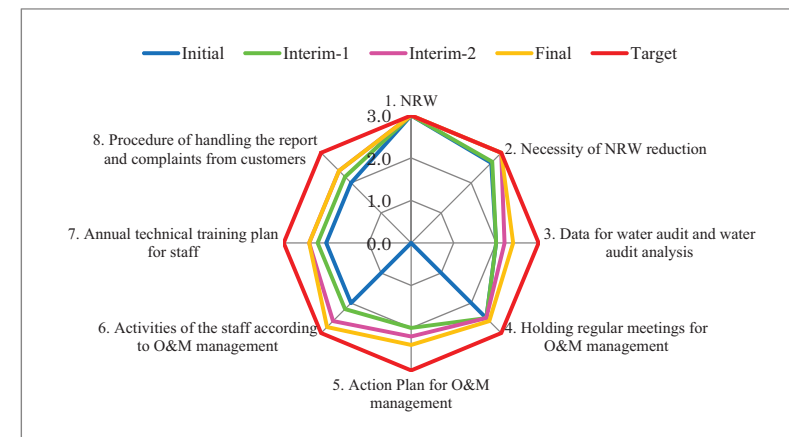 Initial Interim-1 Interim-2 Final Target
1. NRW
3.0
2.0
1.0
0.0
2. Necessity of NRW reduction
3. Data for water audit and water
audit analysis
4. Holding regular meetings for
O&M management
5. Action Plan for O&M
management
6. Activities of the staff according
to O&M management
7. Annual technical training plan
for staff
8. Procedure of handling the report
and complaints from customers